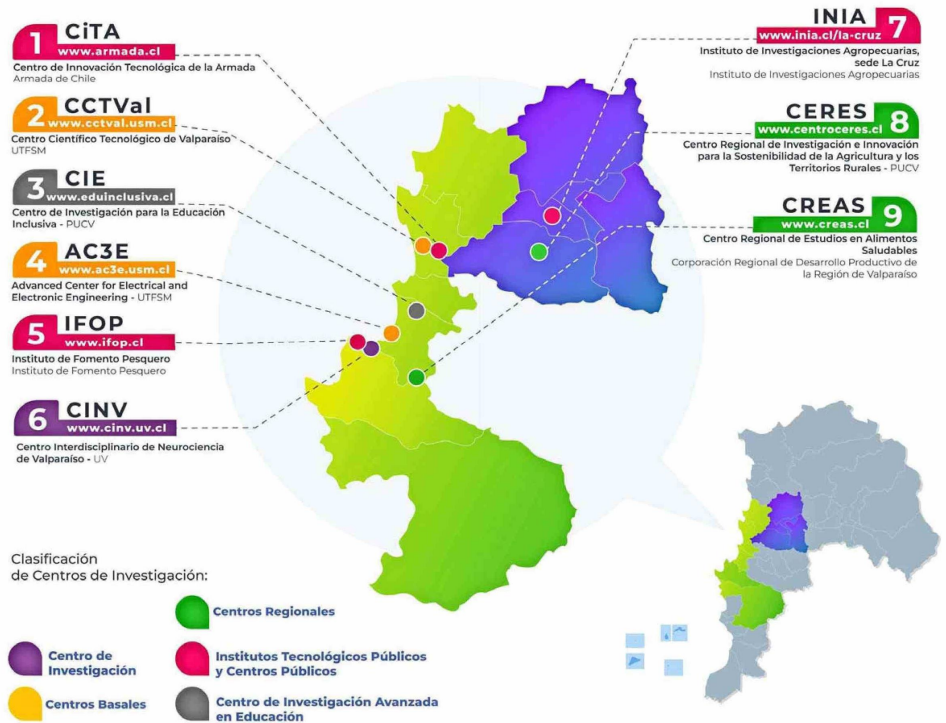 1 CiTA
www.armada.cl
Centro de Innovación Tecnológica de la Armada
Armada de Chile
2 CCTVal
www.cctval.usm.cl
Centro Científico Tecnológico de Valparaíso
UTFSM
3 CIE
www.eduinclusiva.cl
Centro de Investigación para la Educación
Inclusiva - PUCV
4 AC3E
www.ac3e.usm.cl
Advanced Center for Electrical and
Electronic Engineering - UTFSM
5 IFOP
www.ifop.cl
Instituto de Fomento Pesquero
Instituto de Fomento Pesquero
6 CINV
www.cinv.uv.cl
Centro Interdisciplinario de Neurociencia
de Valparaíso - UV
INIA 7
www.inia.cl/la-cruz
Instituto de Investigaciones Agropecuarias,
sede La Cruz
Instituto de Investigaciones Agropecuarias
CERES 8
www.centroceres.cl
Centro Regional de Investigación e Innovación
para la Sostenibilidad de la Agricultura y los
Territorios Rurales - PUCV
CREAS 9
www.creas.cl
Centro Regional de Estudios en Alimentos
Saludables
Corporación Regional de Desarrollo Productivo de
la Región de Valparaíso
Clasificación
de Centros de Investigación:
Centros Regionales
Centro de
Investigación
Institutos Tecnológicos Públicos
y Centros Públicos
Centros Basales
Centro de Investigación Avanzada
en Educación